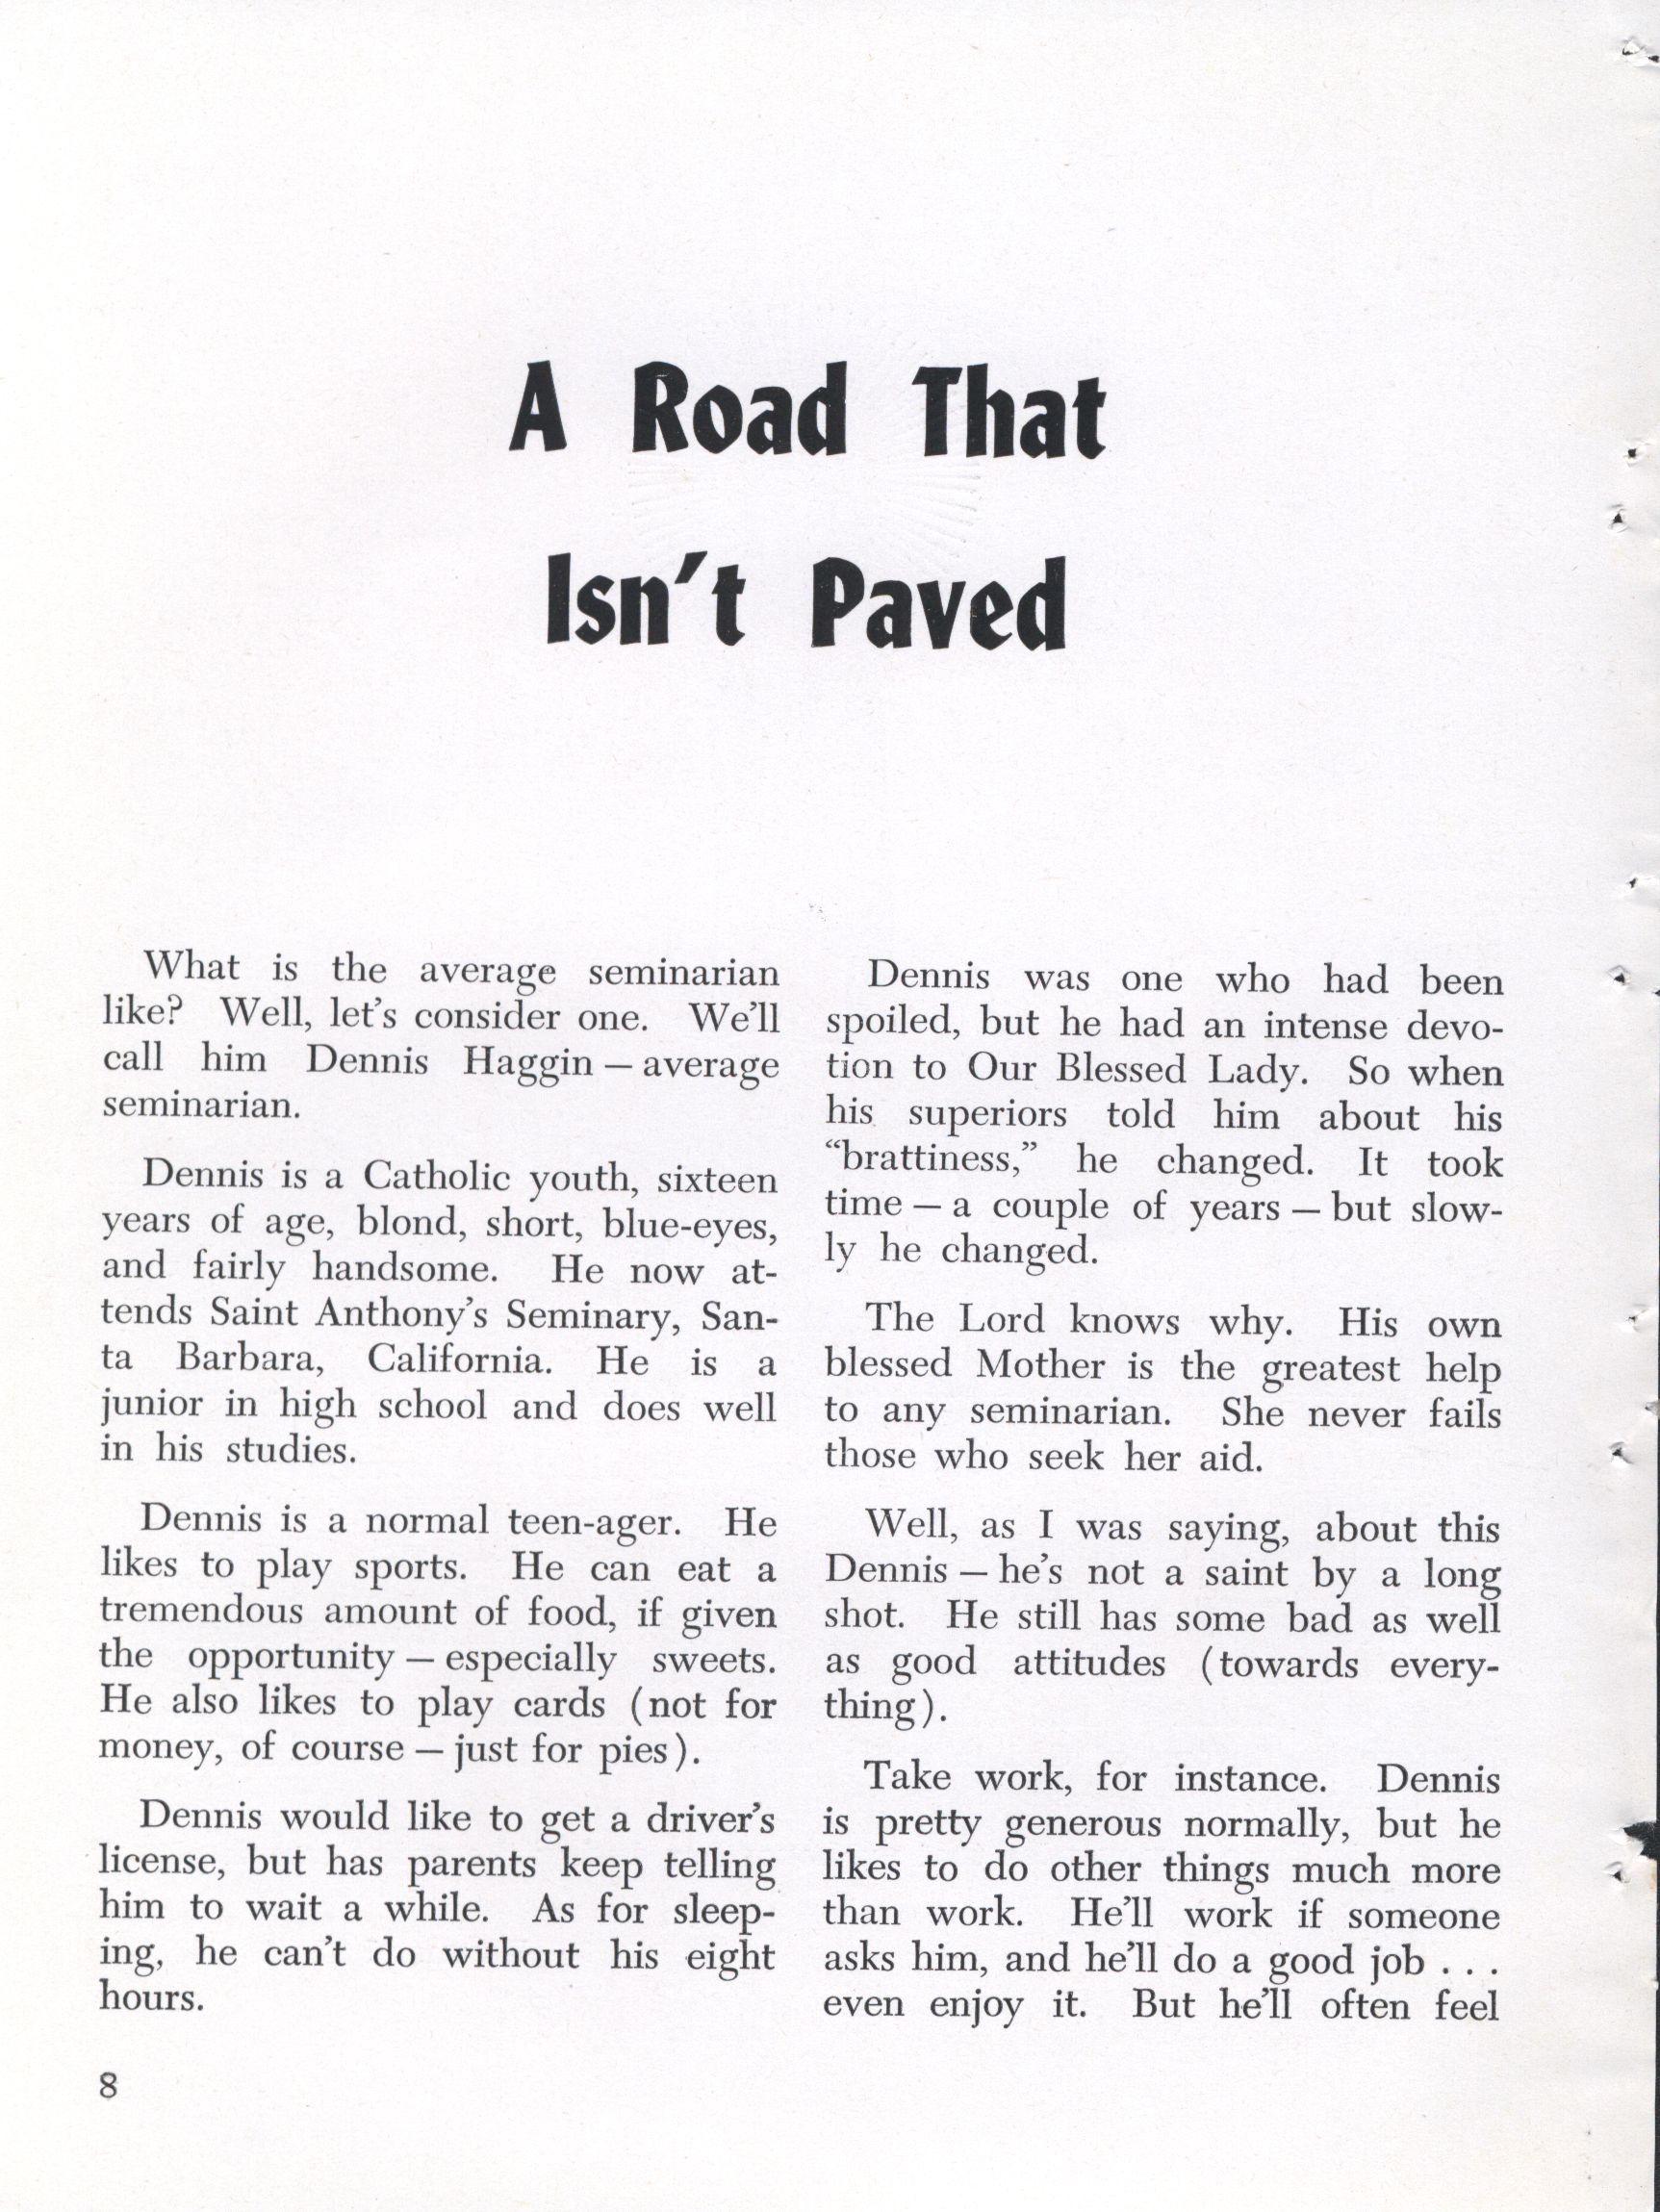 A Road That
Isn't Paved
What is the average seminarian
like? Well, let's consider one. We'll
call him Dennis Haggin — average
seminarian.
Dennis is a Catholic youth, sixteen
years of age, blond, short, blue-eyes,
and fairly handsome. He now at-
tends Saint Anthony's Seminary, San-
ta Barbara, California. He is a
junior in high school and does well
in his studies.
Dennis is a normal teen-ager. He
likes to play sports. He can eat a
tremendous amount of food, if given
the opportunity — especially sweets.
He also likes to play cards (not for
money, of course — just for pies).
Dennis would like to get a driver's
license, but has parents keep telling
him to wait a while. As for sleep-
ing, he can't do without his eight
hours.
Dennis was one who had been
spoiled, but he had an intense devo-
tion to Our Blessed Lady. So when
his superiors told him about his
“brattiness,” he changed. It took
time — a couple of years — but slow-
ly he changed.
The Lord knows why. His own
blessed Mother is the greatest help
to any seminarian. She never fails
those who seek her aid.
Well, as I was saying, about this
Dennis — he's not a saint by a long
shot. He still has some bad as well
as good attitudes (towards every-
thing).
Take work, for instance. Dennis
is pretty generous normally, but he
likes to do other things much more
than work. He'll work if someone
asks him, and he'll do a good job . . .
even enjoy it. But he'll often feel
8